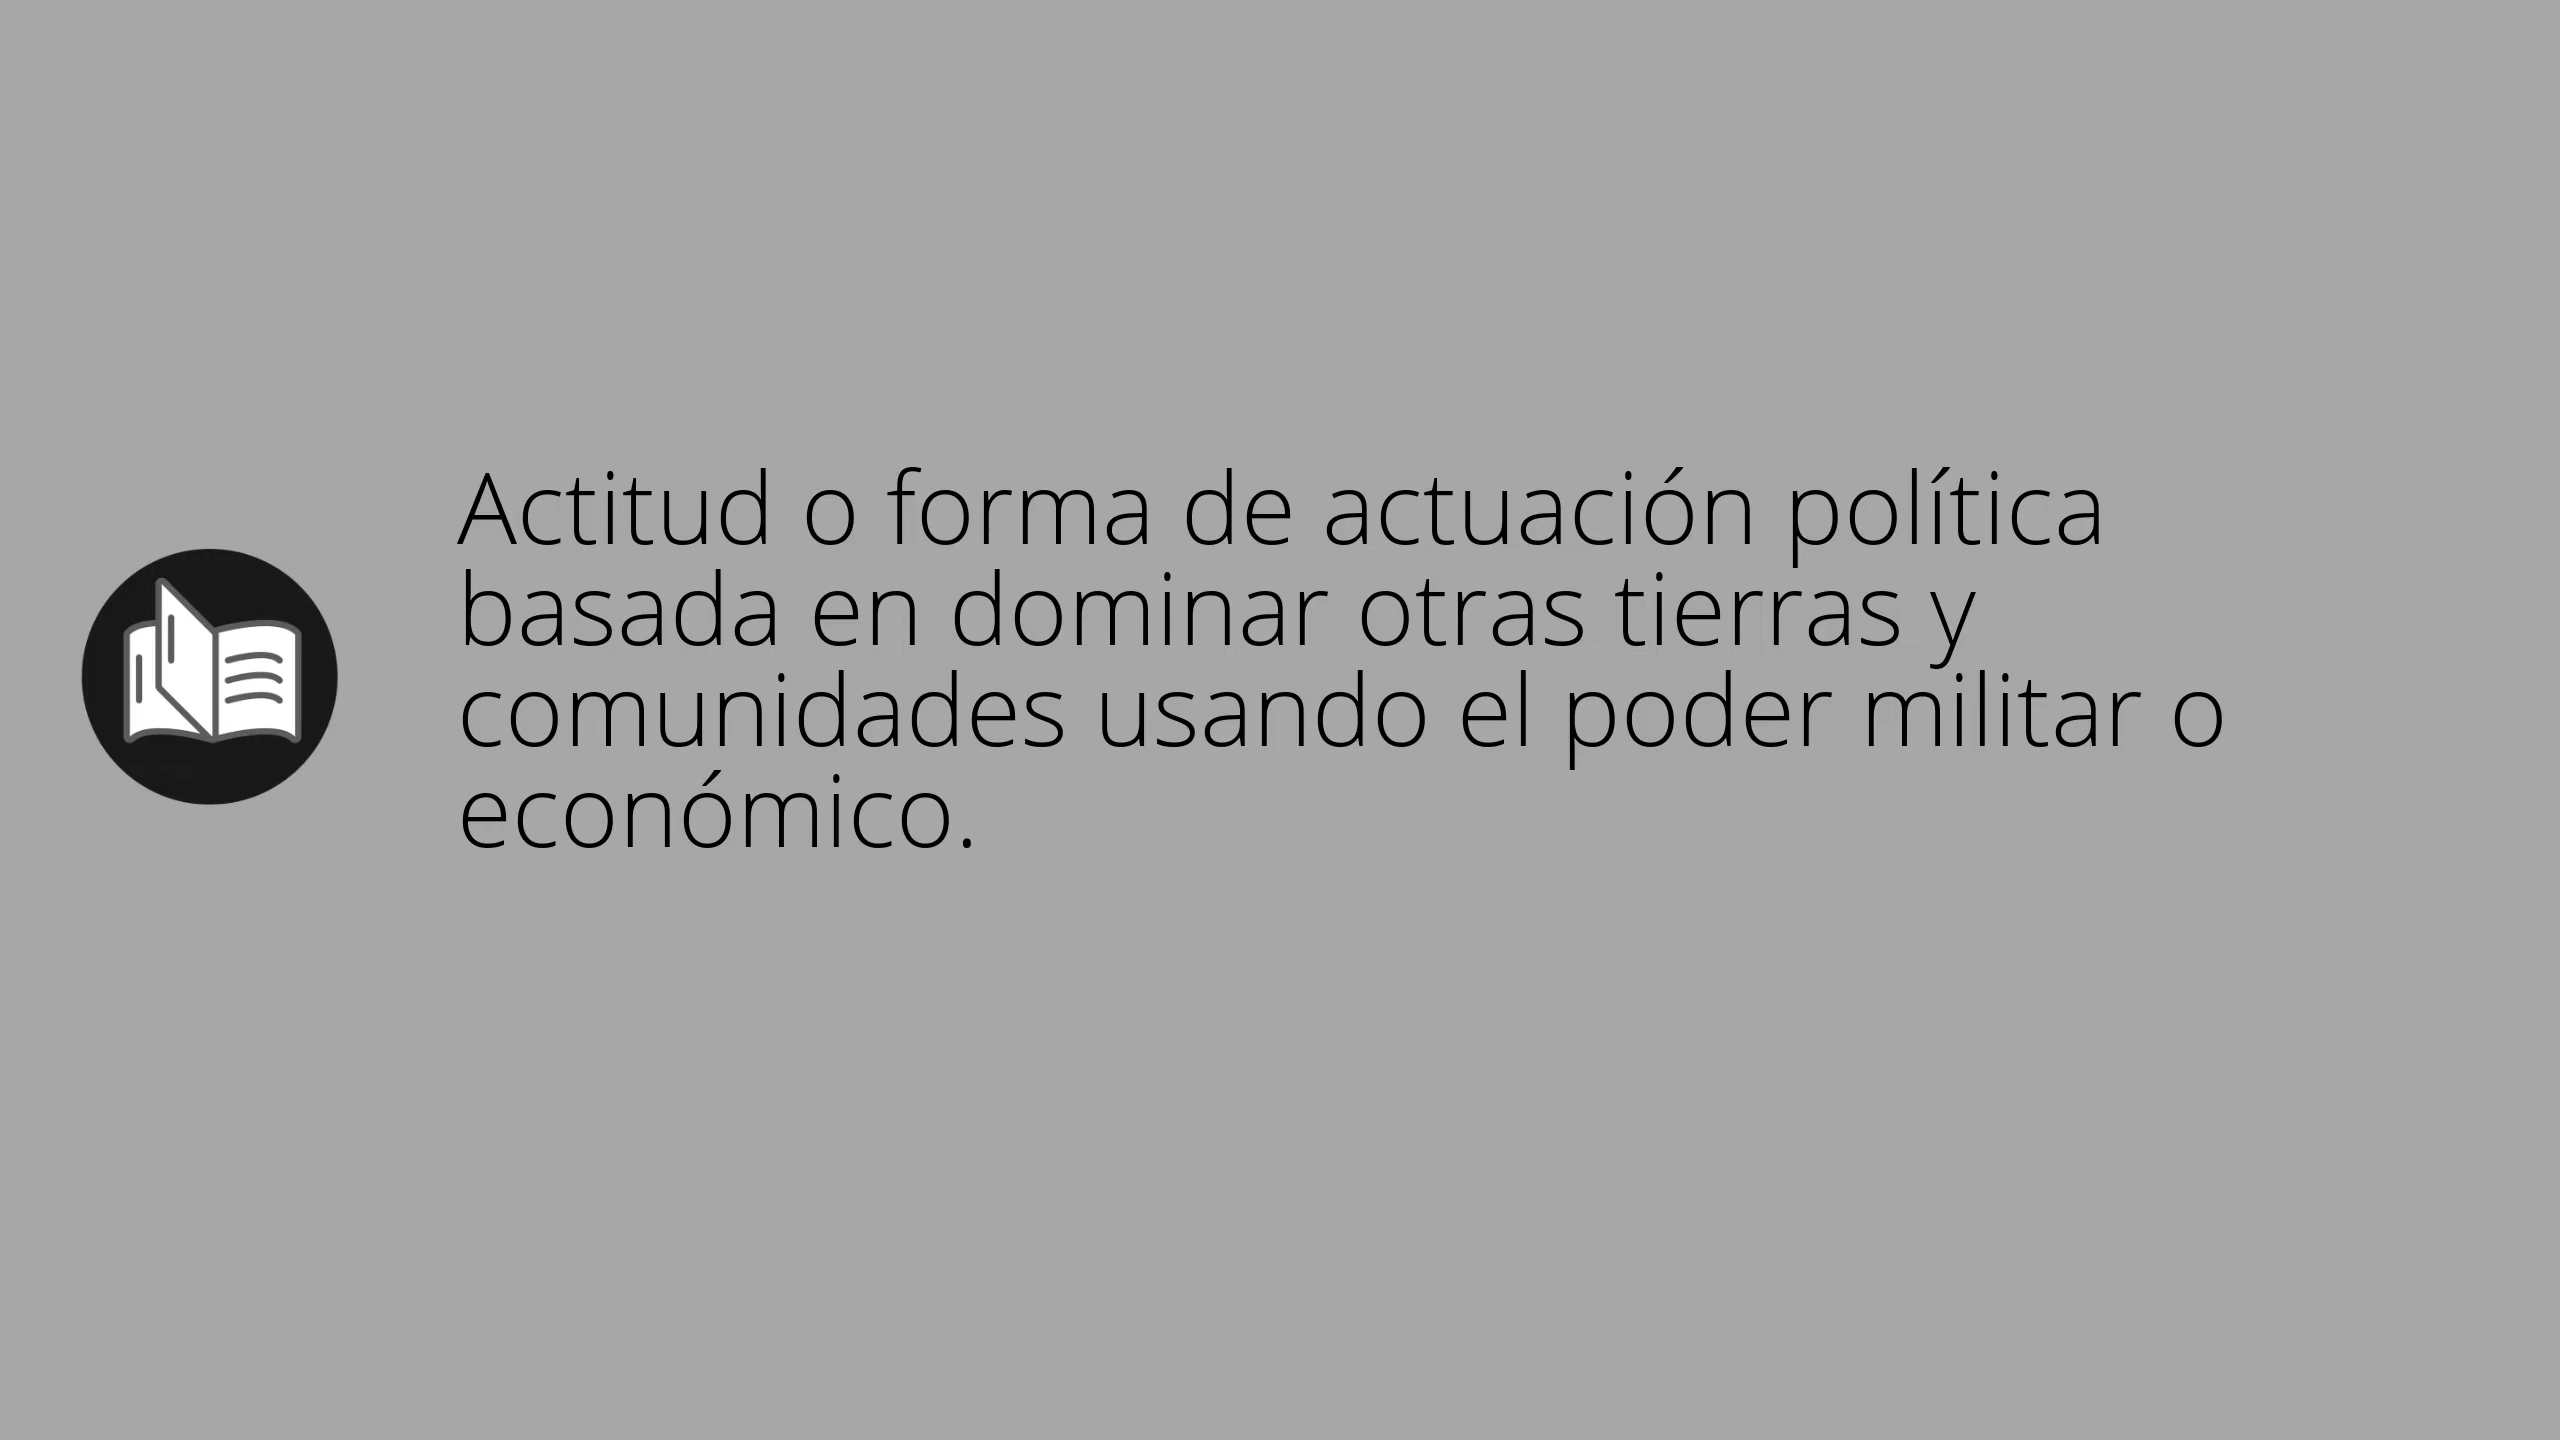 Actitud o forma de actuación política
basada en dominar otras tierras y
comunidades usando el poder militar o
económico.